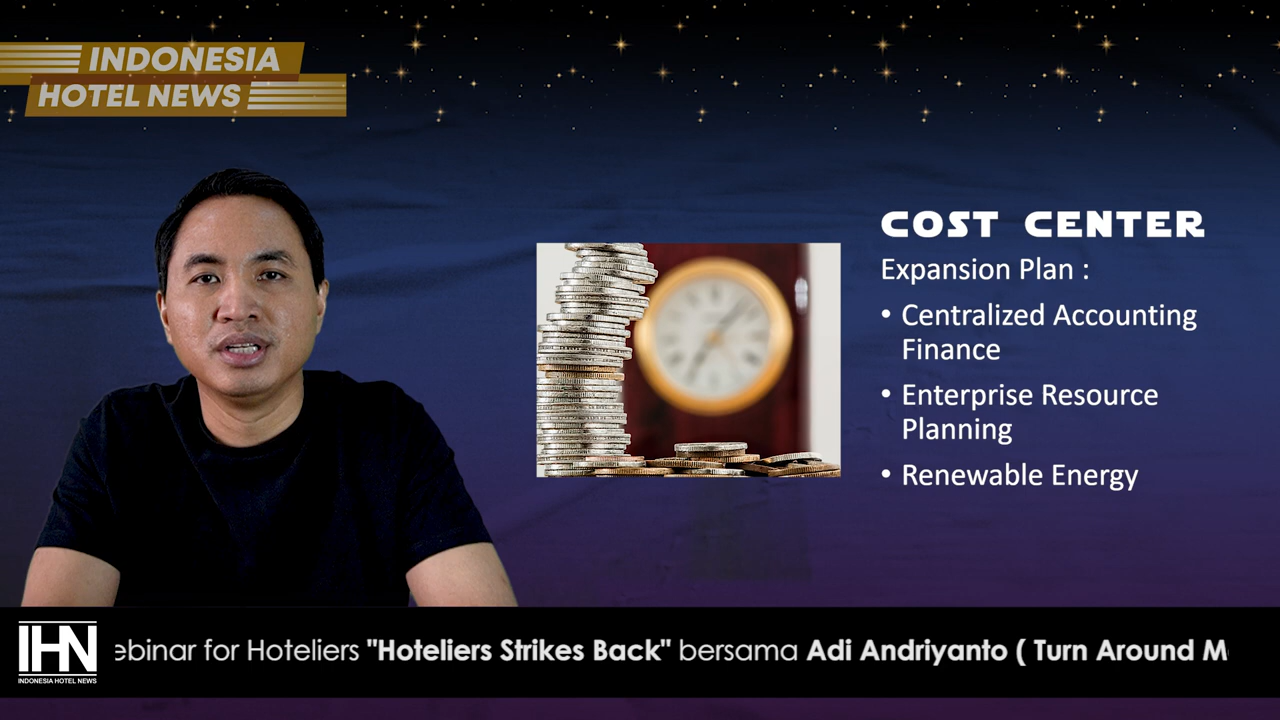 INDONESIA
HOTEL NEWS
COST CENTER
Expansion Plan :
• Centralized Accounting
Finance
• Enterprise Resource
Planning
• Renewable Energy
IHN
INDONESIA HOTEL NEWS
for Hoteliers "Hoteliers Strikes Back" bersama Adi Andriyanto ( Turn Around